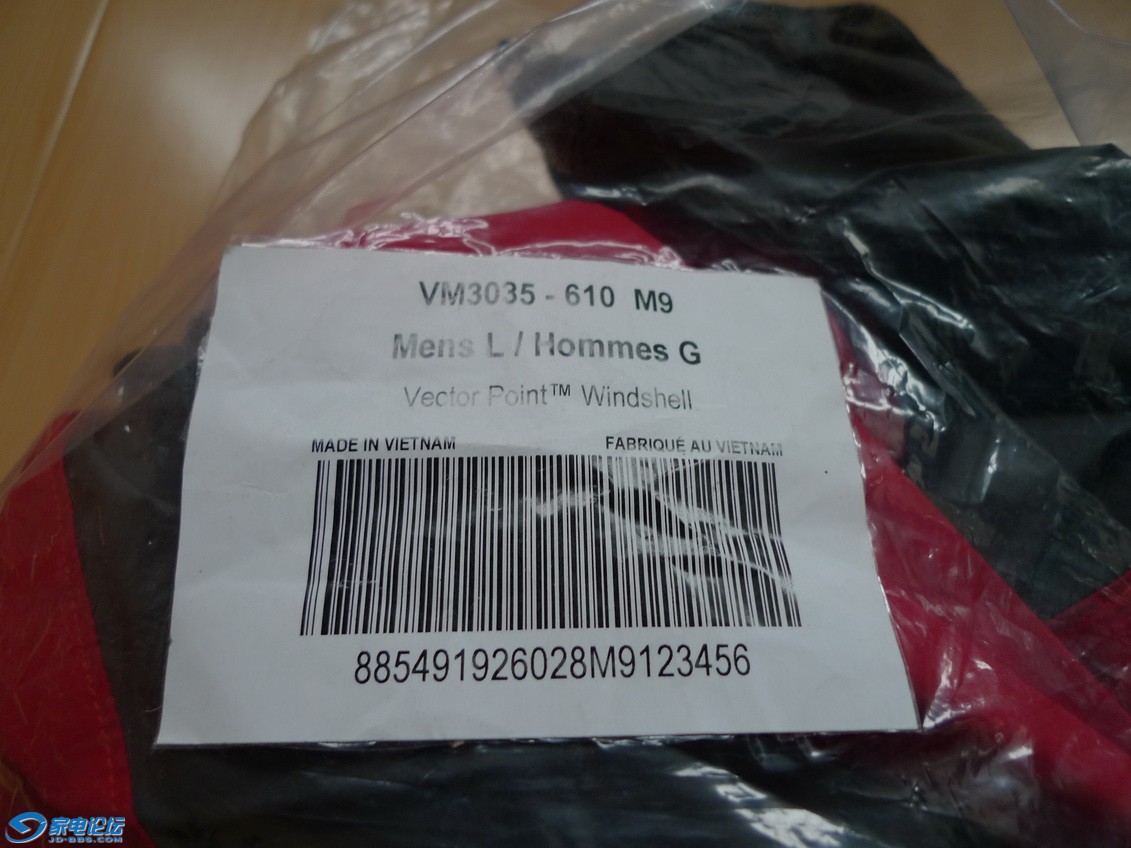 VM3035 - 610 M9
Mens L / Hommes G
Vector Point™ Windshell
MADE IN VIETNAM FABRIQUÉ AU VIETNAM
885491926028M9123456
家电论坛
JD-BBS.COM